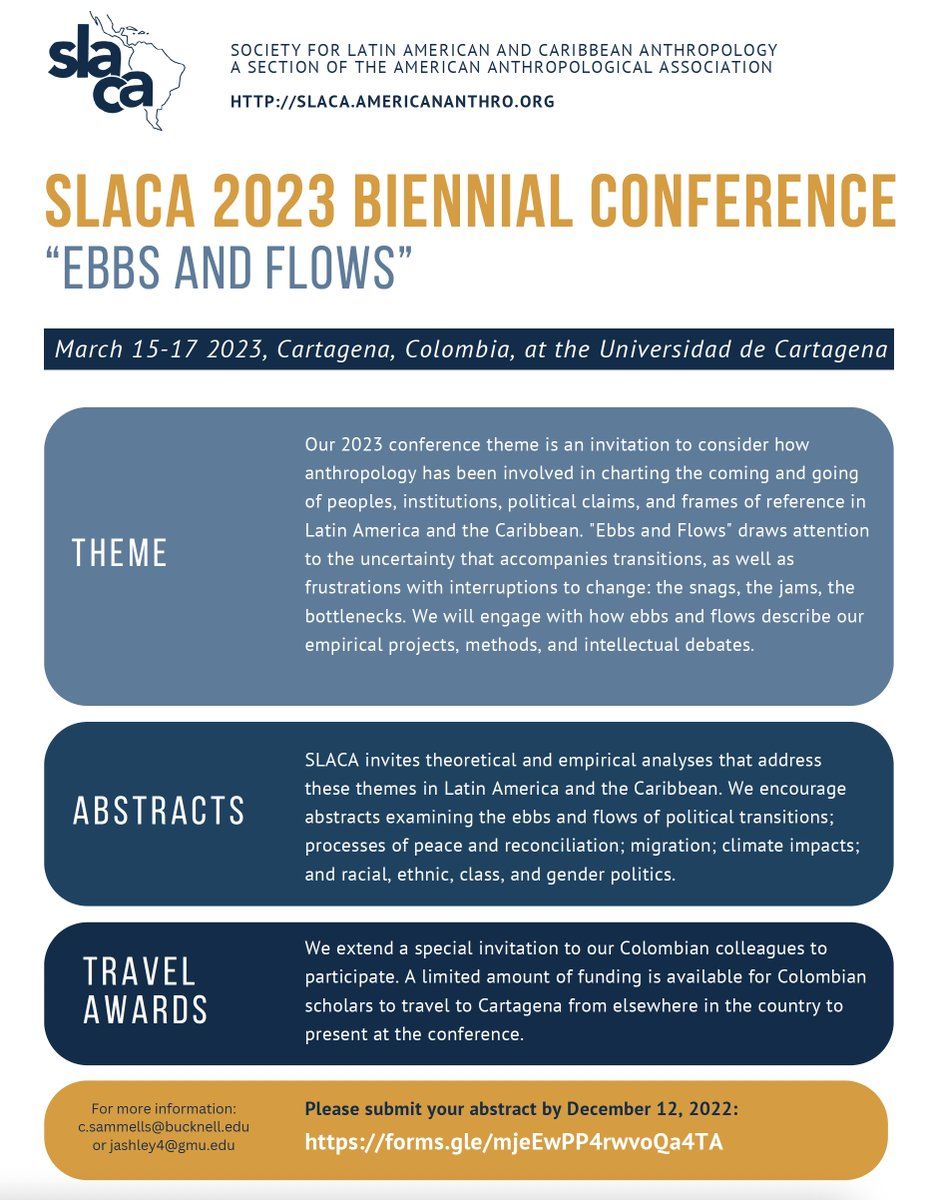 slaca
SOCIETY FOR LATIN AMERICAN AND CARIBBEAN ANTHROPOLOGY
A SECTION OF THE AMERICAN ANTHROPOLOGICAL ASSOCIATION
HTTP://SLACA.AMERICANANTHRO.ORG
SLACA 2023 BIENNIAL CONFERENCE
“EBBS AND FLOWS”
March 15-17 2023, Cartagena, Colombia, at the Universidad de Cartagena
THEME
Our 2023 conference theme is an invitation to consider how
anthropology has been involved in charting the coming and going
of peoples, institutions, political claims, and frames of reference in
Latin America and the Caribbean. "Ebbs and Flows" draws attention
to the uncertainty that accompanies transitions, as well as
frustrations with interruptions to change: the snags, the jams, the
bottlenecks. We will engage with how ebbs and flows describe our
empirical projects, methods, and intellectual debates.
ABSTRACTS
SLACA invites theoretical and empirical analyses that address
these themes in Latin America and the Caribbean. We encourage
abstracts examining the ebbs and flows of political transitions;
processes of peace and reconciliation; migration; climate impacts;
and racial, ethnic, class, and gender politics.
TRAVEL
AWARDS
We extend a special invitation to our Colombian colleagues to
participate. A limited amount of funding is available for Colombian
scholars to travel to Cartagena from elsewhere in the country to
present at the conference.
For more information:
c.sammells@bucknell.edu
or jashley4@gmu.edu
Please submit your abstract by December 12, 2022:
https://forms.gle/mjeEwPP4rwvoQa4TA